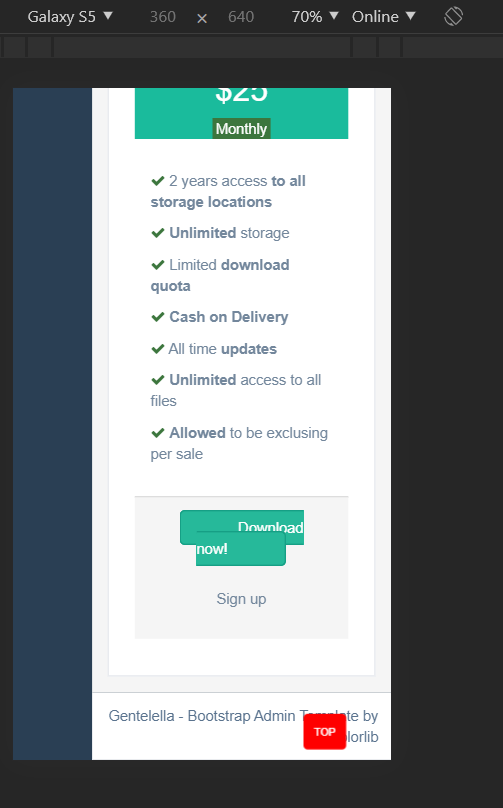 Galaxy S5 ▼ 360 × 640 70% ▼ Online ▼
$25
Monthly
✔ 2 years access to all
storage locations
✔ Unlimited storage
✔ Limited download
quota
✔ Cash on Delivery
✔ All time updates
✔ Unlimited access to all
files
✔ Allowed to be exclusing
per sale
Download
now!
Sign up
Gentelella - Bootstrap Admin Template by
TOP